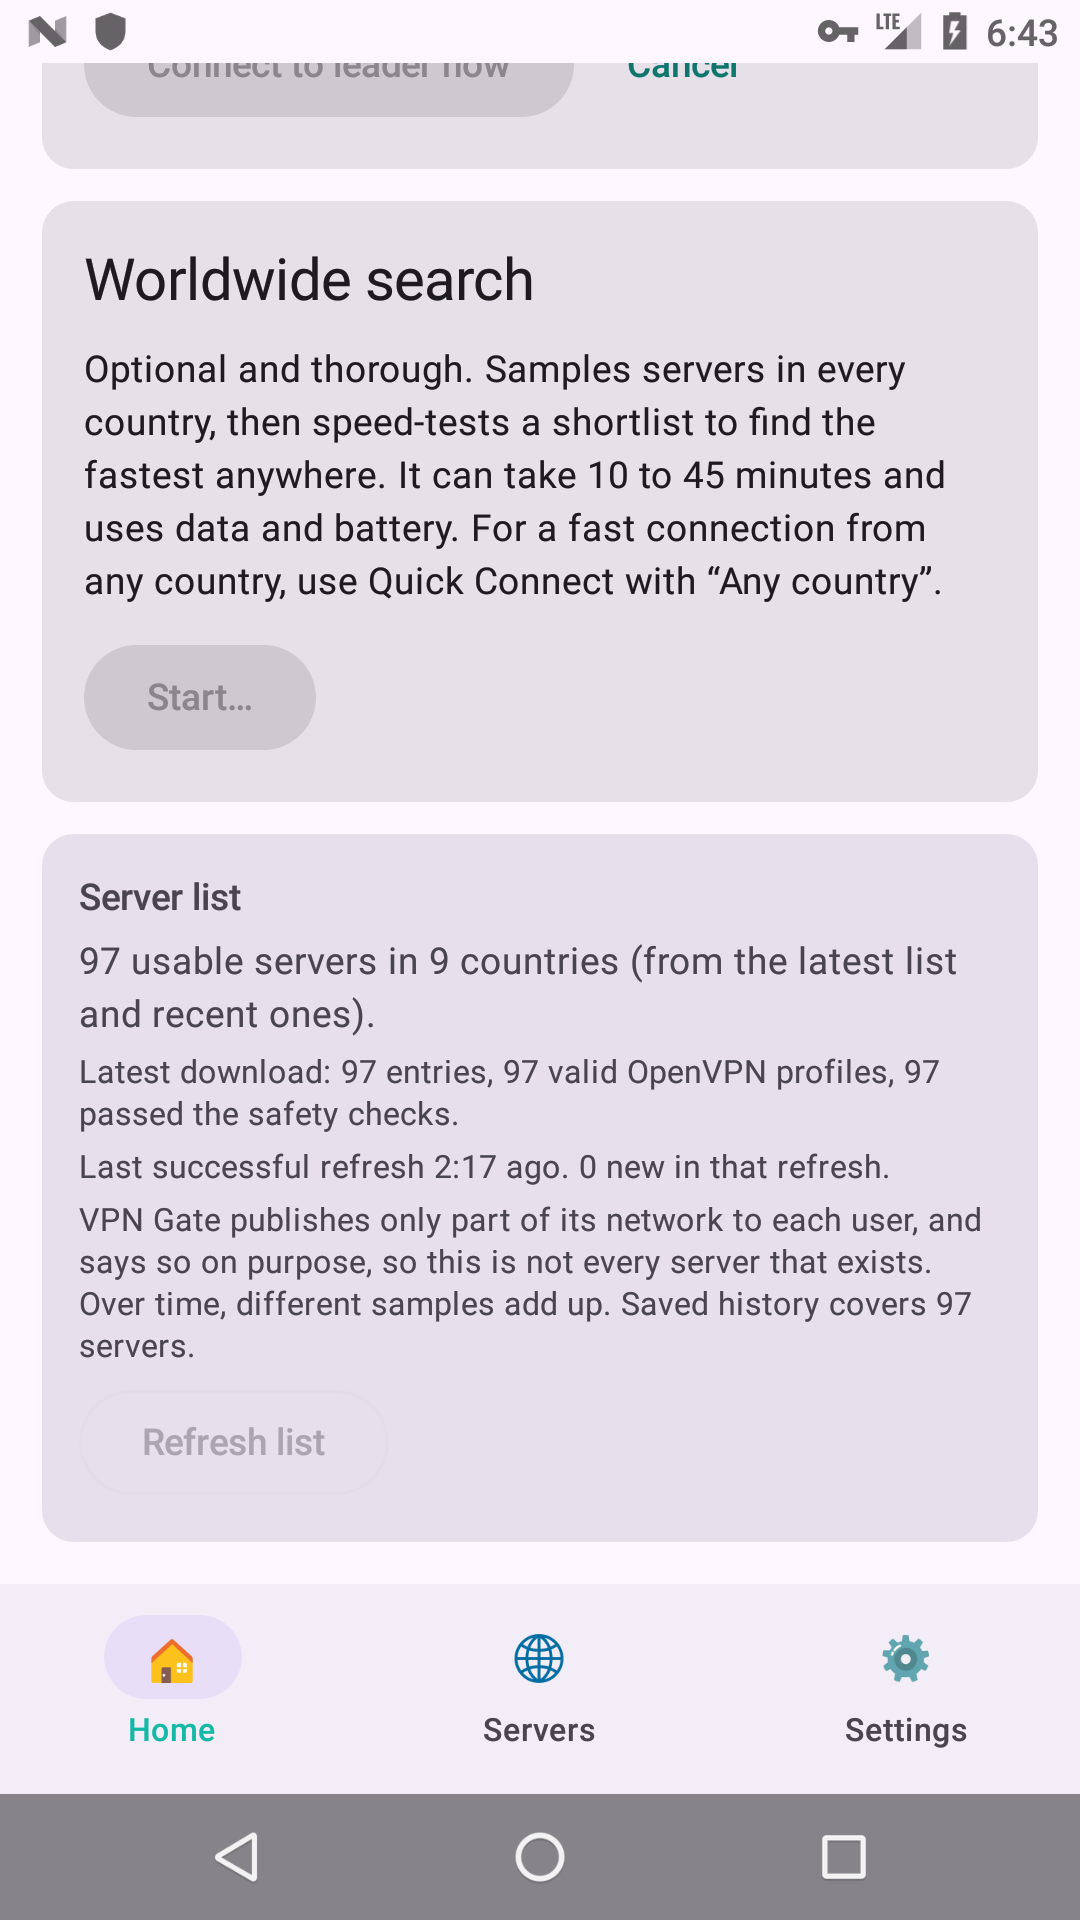 LTE 6:43
Connect to leader now Cancel
Worldwide search
Optional and thorough. Samples servers in every
country, then speed-tests a shortlist to find the
fastest anywhere. It can take 10 to 45 minutes and
uses data and battery. For a fast connection from
any country, use Quick Connect with “Any country”.
Start…
Server list
97 usable servers in 9 countries (from the latest list
and recent ones).
Latest download: 97 entries, 97 valid OpenVPN profiles, 97
passed the safety checks.
Last successful refresh 2:17 ago. 0 new in that refresh.
VPN Gate publishes only part of its network to each user, and
says so on purpose, so this is not every server that exists.
Over time, different samples add up. Saved history covers 97
servers.
Refresh list
Home Servers Settings